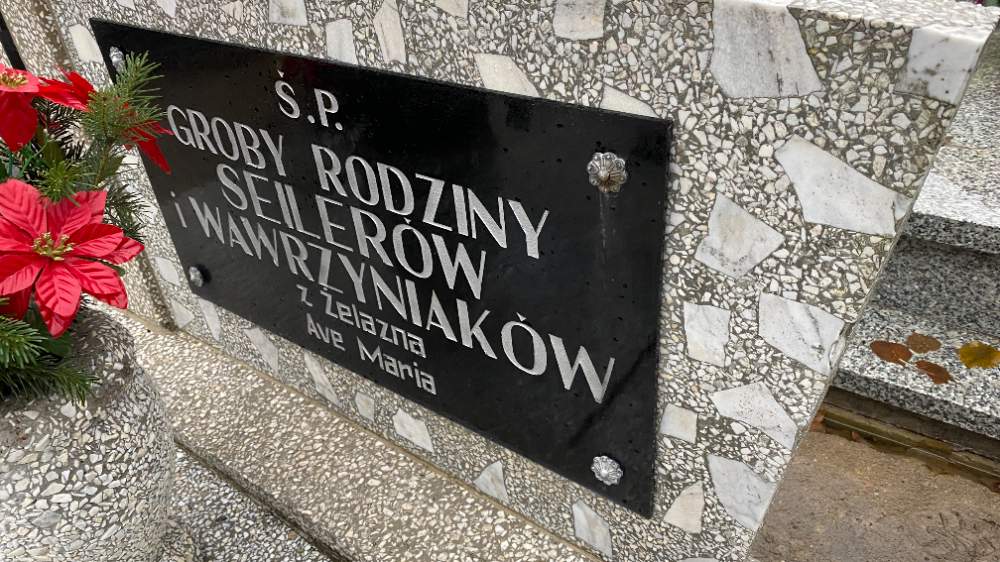 Ś.P.
GROBY RODZINY
SEILERÓW
i WAWRZYNIAKÓW
z Żelazna
Ave Maria